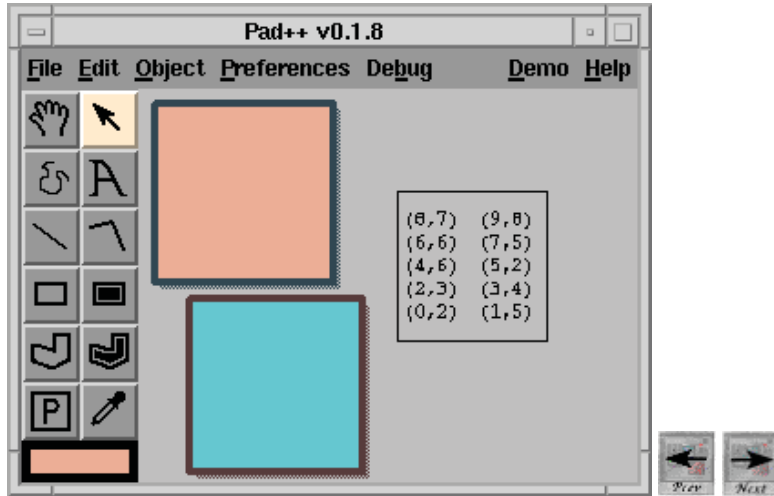 Pad++ v0.1.8
File Edit Object Preferences Debug Demo Help
A
(8,7) (9,8)
(6,6) (7,5)
(4,6) (5,2)
(2,3) (3,4)
(0,2) (1,5)
P
Prev Next